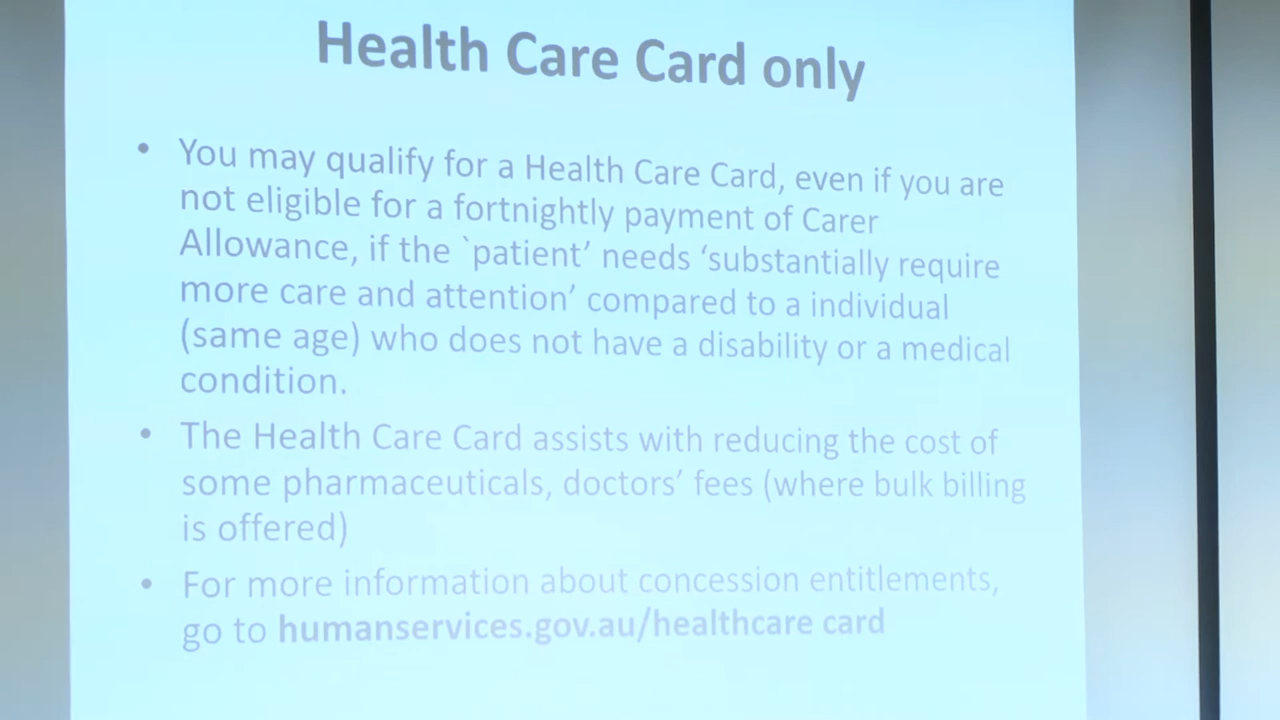 Health Care Card only
• You may qualify for a Health Care Card, even if you are
not eligible for a fortnightly payment of Carer
Allowance, if the `patient’ needs ‘substantially require
more care and attention’ compared to a individual
(same age) who does not have a disability or a medical
condition.
• The Health Care Card assists with reducing the cost of
some pharmaceuticals, doctors’ fees (where bulk billing
is offered)
• For more information about concession entitlements,
go to humanservices.gov.au/healthcare card